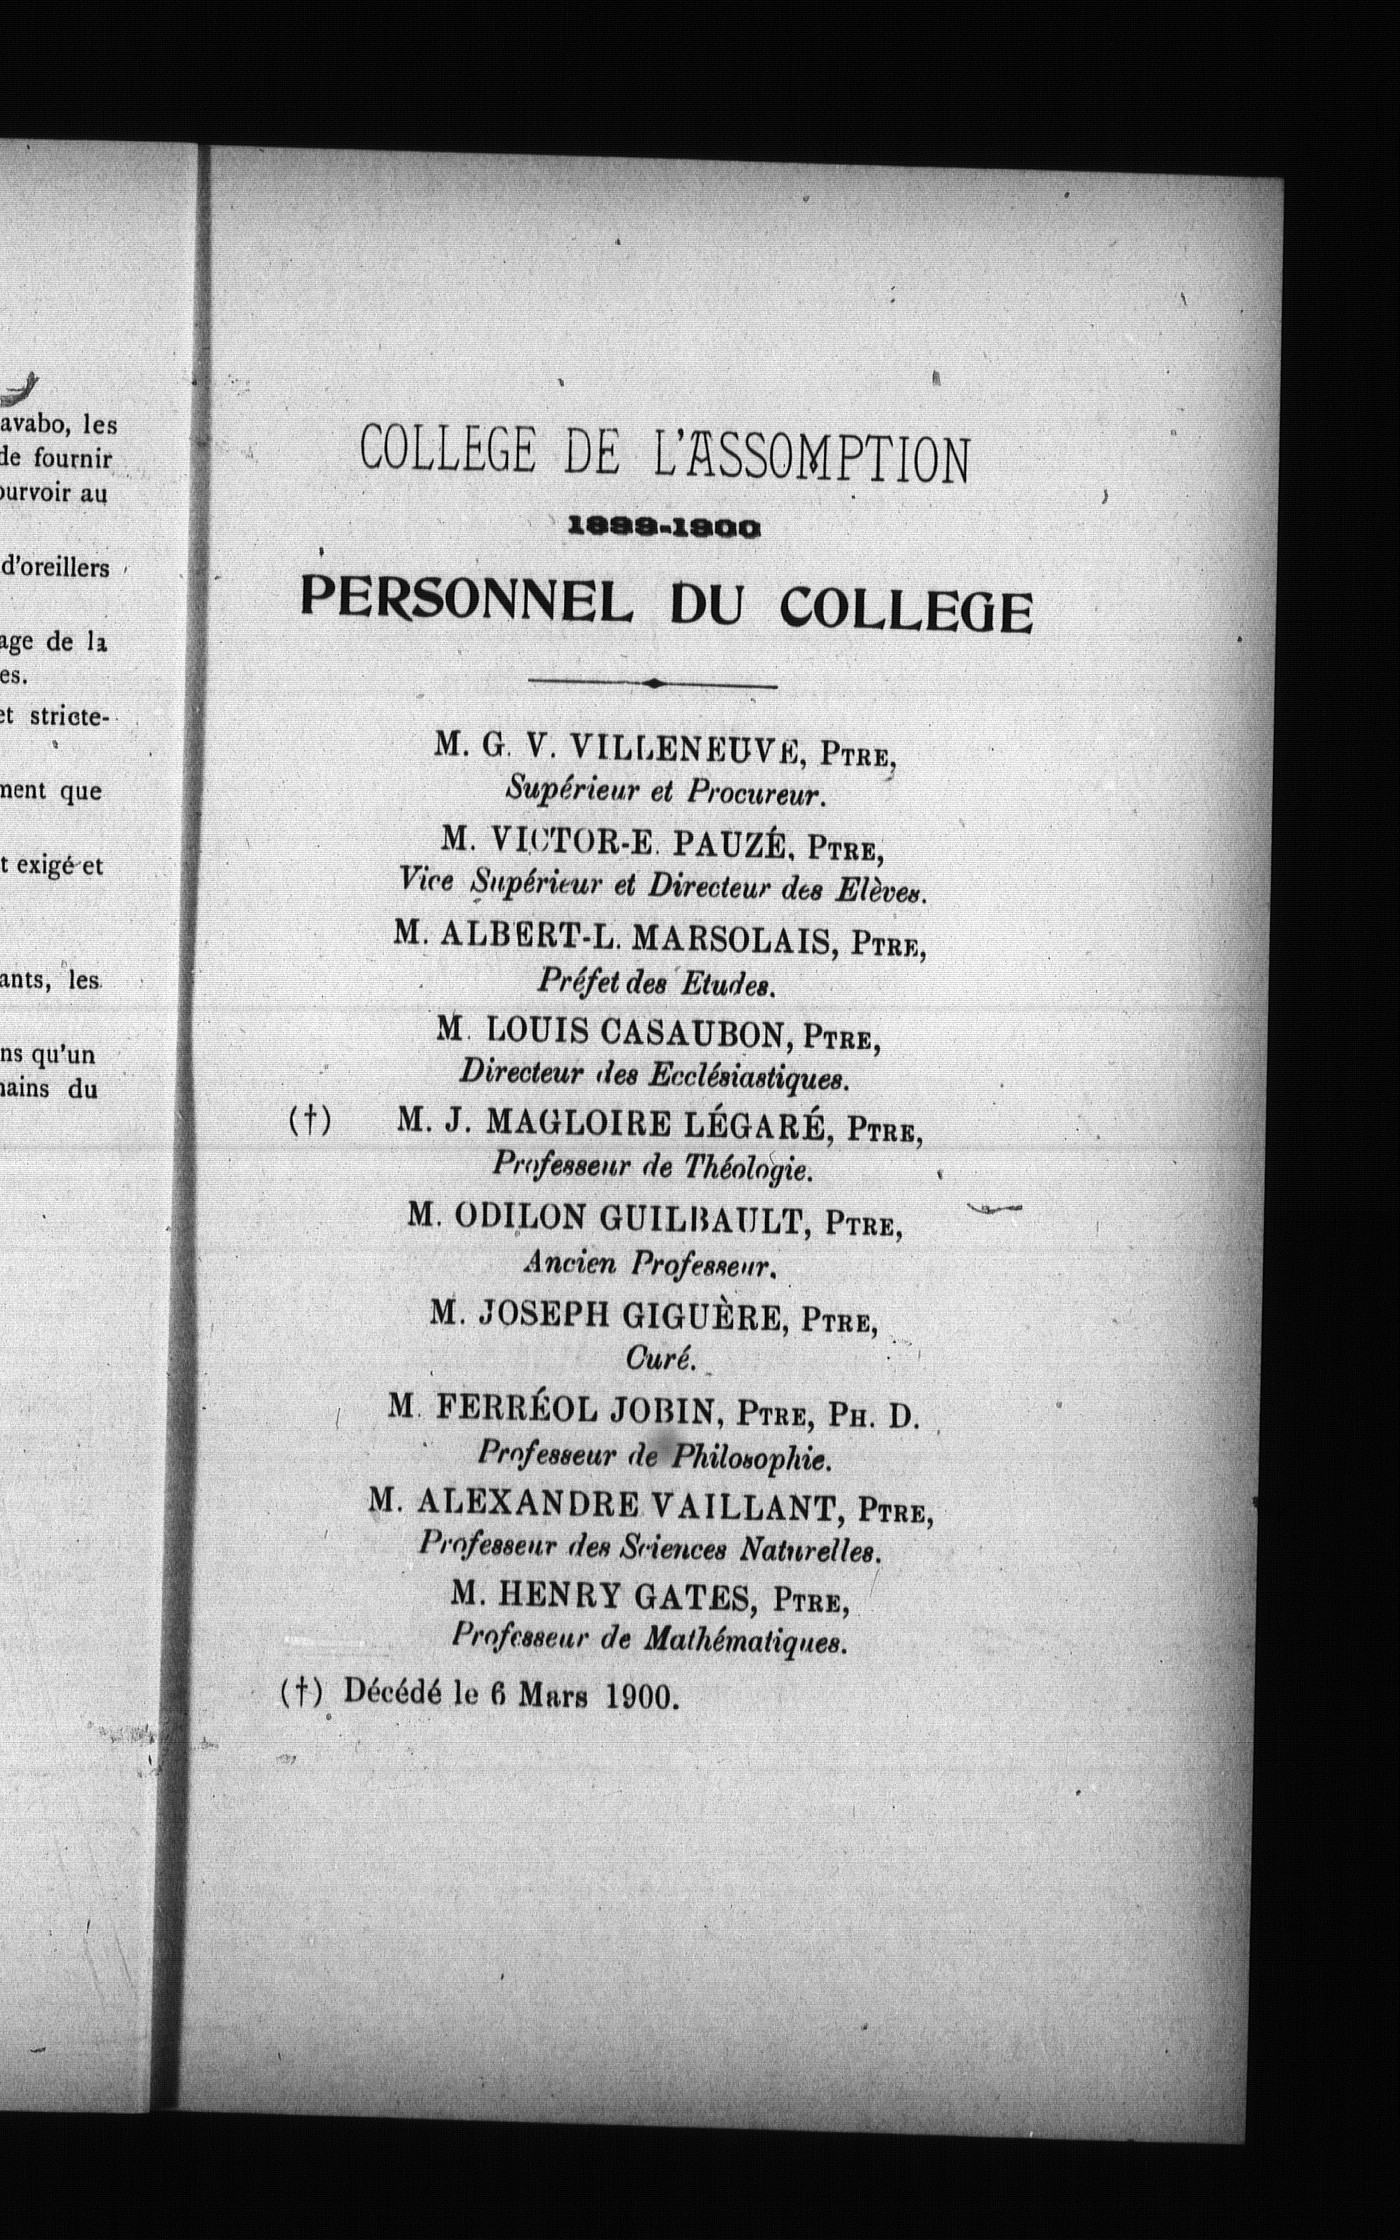 avabo, les
de fournir
ourvoir au
d'oreillers
age de la
es.
et stricte-
ment que
t exigé et
ants, les
ns qu'un
nains du
COLLEGE DE L'ASSOMPTION
1899-1900
PERSONNEL DU COLLEGE
M. G. V. VILLENEUVE, PTRE,
Supérieur et Procureur.
M. VICTOR-E. PAUZÉ, PTRE,
Vice Supérieur et Directeur des Elèves.
M. ALBERT-L. MARSOLAIS, PTRE,
Préfet des Etudes.
M. LOUIS CASAUBON, PTRE,
Directeur des Ecclésiastiques.
(†) M. J. MAGLOIRE LÉGARÉ, PTRE,
Professeur de Théologie.
M. ODILON GUILBAULT, PTRE,
Ancien Professeur.
M. JOSEPH GIGUÈRE, PTRE,
Curé.
M. FERRÉOL JOBIN, PTRE, PH. D.
Professeur de Philosophie.
M. ALEXANDRE VAILLANT, PTRE,
Professeur des Sciences Naturelles.
M. HENRY GATES, PTRE,
Professeur de Mathématiques.
(†) Décédé le 6 Mars 1900.